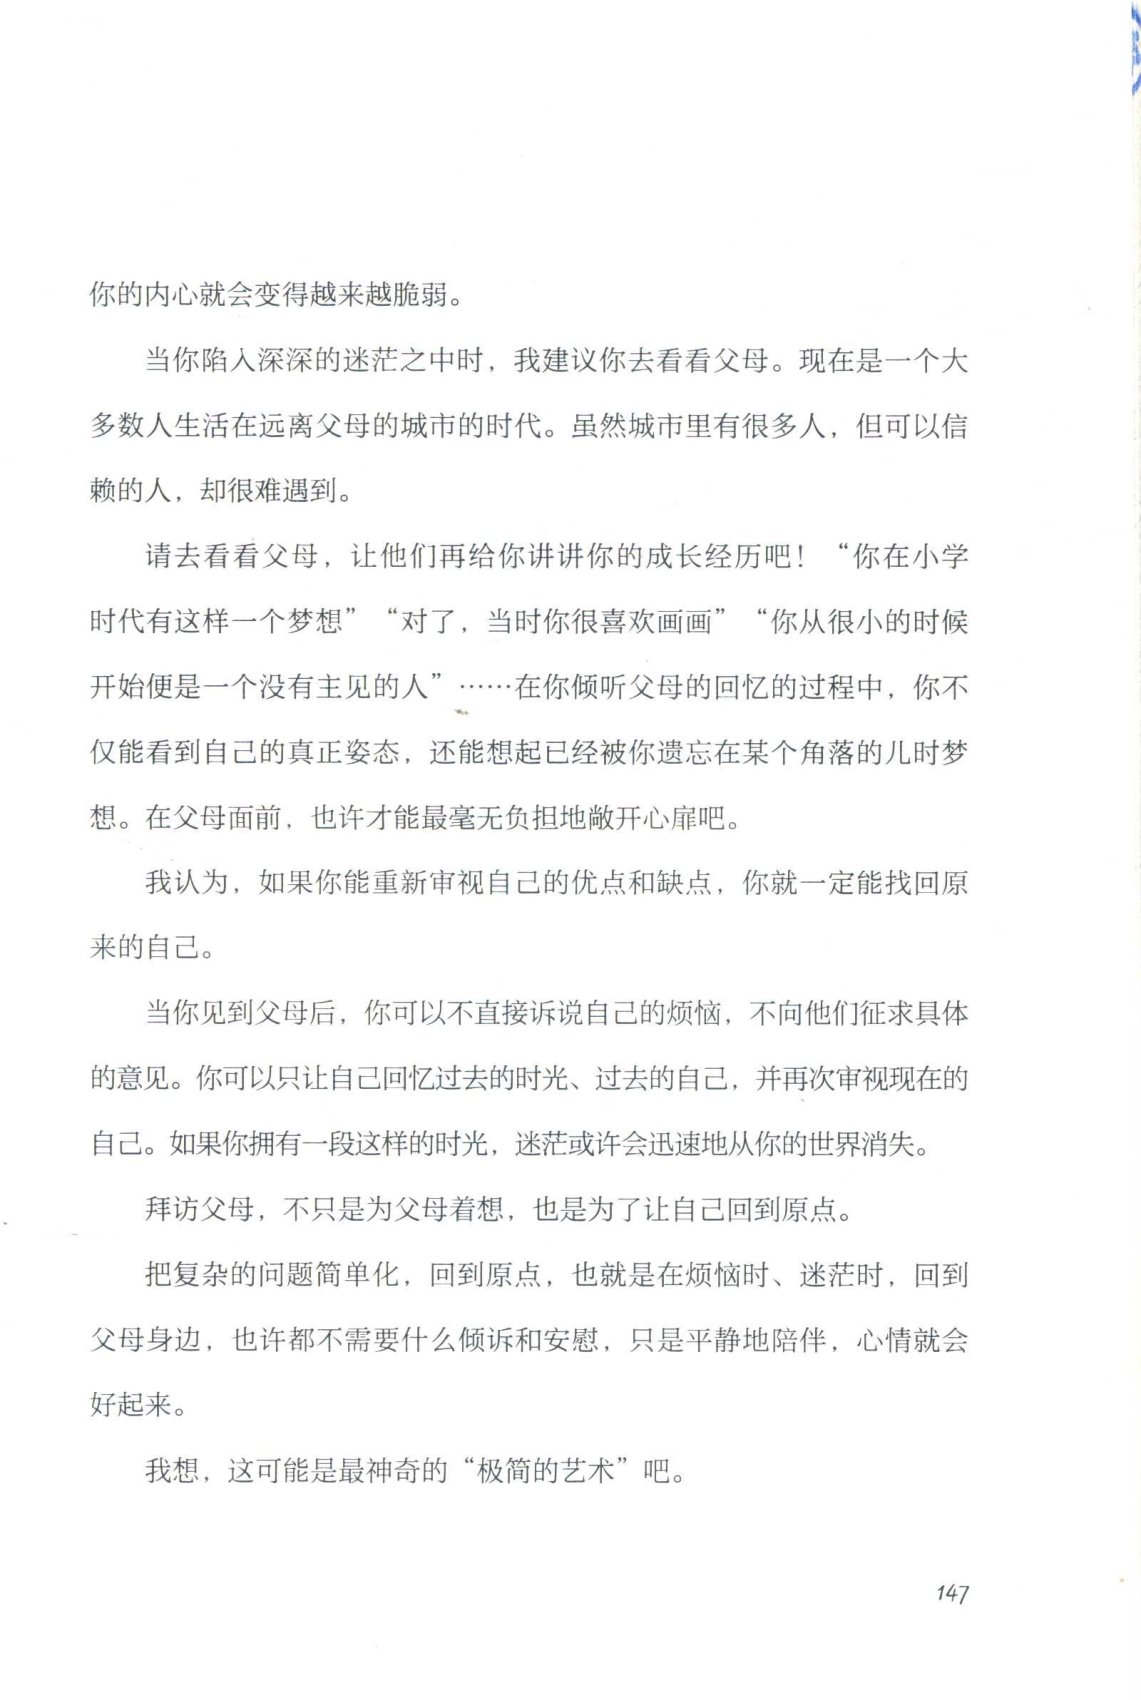 你的内心就会变得越来越脆弱。
当你陷入深深的迷茫之中时，我建议你去看看父母。现在是一个大
多数人生活在远离父母的城市的时代。虽然城市里有很多人，但可以信
赖的人，却很难遇到。
请去看看父母，让他们再给你讲讲你的成长经历吧！“你在小学
时代有这样一个梦想”“对了，当时你很喜欢画画”“你从很小的时候
开始便是一个没有主见的人”……在你倾听父母的回忆的过程中，你不
仅能看到自己的真正姿态，还能想起已经被你遗忘在某个角落的儿时梦
想。在父母面前，也许才能最毫无负担地敞开心扉吧。
我认为，如果你能重新审视自己的优点和缺点，你就一定能找回原
来的自己。
当你见到父母后，你可以不直接诉说自己的烦恼，不向他们征求具体
的意见。你可以只让自己回忆过去的时光、过去的自己，并再次审视现在的
自己。如果你拥有一段这样的时光，迷茫或许会迅速地从你的世界消失。
拜访父母，不只是为父母着想，也是为了让自己回到原点。
把复杂的问题简单化，回到原点，也就是在烦恼时、迷茫时，回到
父母身边，也许都不需要什么倾诉和安慰，只是平静地陪伴，心情就会
好起来。
我想，这可能是最神奇的“极简的艺术”吧。
147